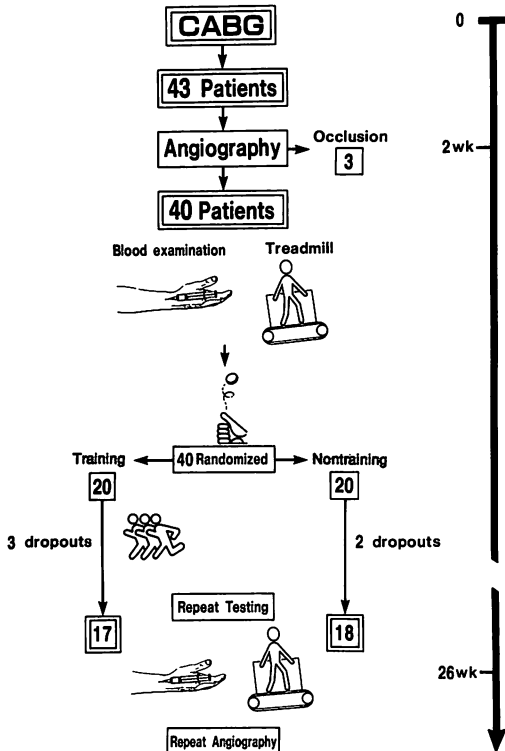 CABG
0
43 Patients
Angiography
Occlusion
3
2wk
40 Patients
Blood examination
Treadmill
40 Randomized
Training
Nontraining
20
20
3 dropouts
2 dropouts
Repeat Testing
17
18
26wk
Repeat Angiography